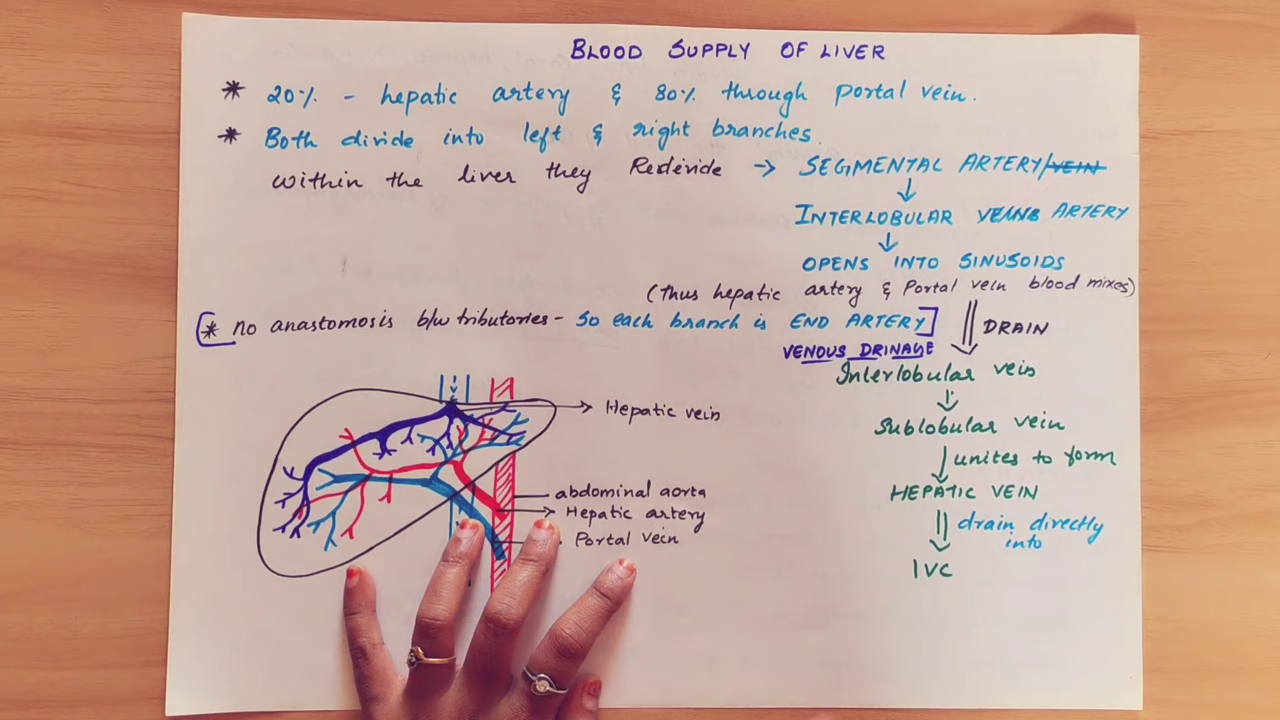 BLOOD SUPPLY OF LIVER
* 20% - hepatic artery & 80% through portal vein.
* Both divide into left & right branches
Within the liver they Redivide → SEGMENTAL ARTERY/VEIN
↓
INTERLOBULAR VEINS ARTERY
↓
OPENS INTO SINUSOIDS
(Thus hepatic artery & Portal vein blood mixes)
[* no anastomosis b/w tributories - So each branch is END ARTERY]
DRAIN
VENOUS DRINAGE
Interlobular vein
↓
Sublobular vein
↓ unites to form
HEPATIC VEIN
drain directly
into
IVC
Hepatic vein
abdominal aorta
Hepatic artery
Portal vein